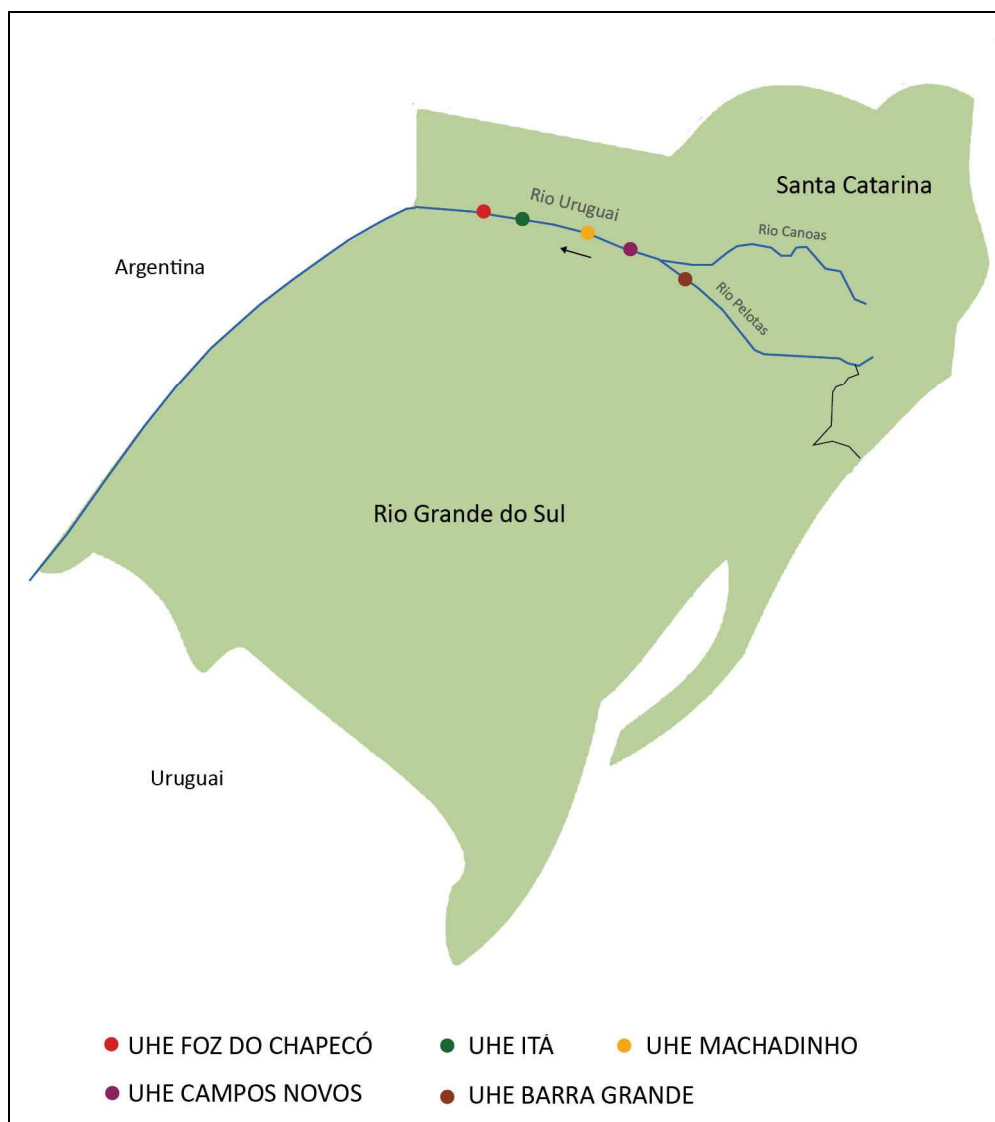 Santa Catarina
Rio Uruguai
Rio Canoas
Argentina
Rio Pelotas
Rio Grande do Sul
Uruguai
UHE FOZ DO CHAPECÓ
UHE ITÁ
UHE MACHADINHO
UHE CAMPOS NOVOS
UHE BARRA GRANDE